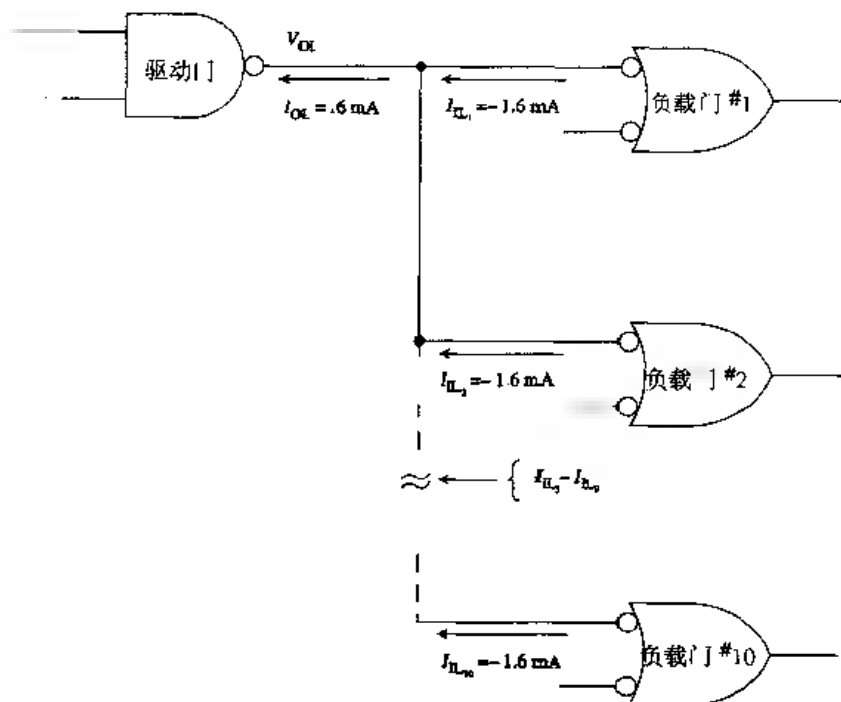 驱动门
V_OL
I_OL = .6 mA
I_IL₁ = – 1.6 mA
负载门 #1
I_IL₂ = – 1.6 mA
负载门 #2
≈
{ I_IL₃ – I_IL₉
I_IL₁₀ = – 1.6 mA
负载门 #10